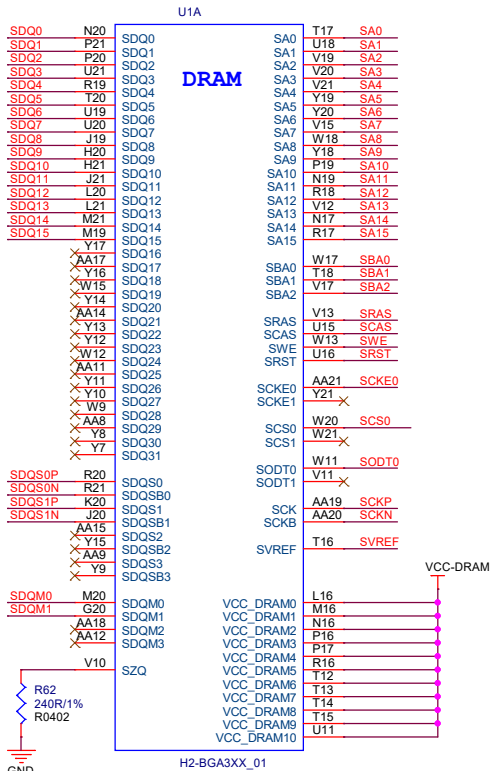 U1A
DRAM
SDQ0 N20 SDQ0 SA0 T17 SA0
SDQ1 P21 SDQ1 SA1 U18 SA1
SDQ2 P20 SDQ2 SA2 V19 SA2
SDQ3 U21 SDQ3 SA3 V20 SA3
SDQ4 R19 SDQ4 SA4 V21 SA4
SDQ5 T20 SDQ5 SA5 Y19 SA5
SDQ6 U19 SDQ6 SA6 Y20 SA6
SDQ7 U20 SDQ7 SA7 V15 SA7
SDQ8 J19 SDQ8 SA8 W18 SA8
SDQ9 H20 SDQ9 SA9 Y18 SA9
SDQ10 H21 SDQ10 SA10 P19 SA10
SDQ11 J21 SDQ11 SA11 N19 SA11
SDQ12 L20 SDQ12 SA12 R18 SA12
SDQ13 L21 SDQ13 SA13 V12 SA13
SDQ14 M21 SDQ14 SA14 N17 SA14
SDQ15 M19 SDQ15 SA15 R17 SA15
Y17 SDQ16
AA17 SDQ17 SBA0 W17 SBA0
Y16 SDQ18 SBA1 T18 SBA1
W15 SDQ19 SBA2 V17 SBA2
Y14 SDQ20
AA14 SDQ21 SRAS V13 SRAS
Y13 SDQ22 SCAS U15 SCAS
Y12 SDQ23 SWE W13 SWE
W12 SDQ24 SRST U16 SRST
AA11 SDQ25
Y11 SDQ26 SCKE0 AA21 SCKE0
Y10 SDQ27 SCKE1 Y21
W9 SDQ28
AA8 SDQ29 SCS0 W20 SCS0
Y8 SDQ30 SCS1 W21
Y7 SDQ31
SODT0 W11 SODT0
SDQS0P R20 SDQS0 SODT1 V11
SDQS0N R21 SDQSB0
SDQS1P K20 SDQS1 SCK AA19 SCKP
SDQS1N J20 SDQSB1 SCKB AA20 SCKN
AA15 SDQS2
Y15 SDQSB2 SVREF T16 SVREF
AA9 SDQS3
Y9 SDQSB3
VCC-DRAM
SDQM0 M20 SDQM0 VCC_DRAM0 L16
SDQM1 G20 SDQM1 VCC_DRAM1 M16
AA18 SDQM2 VCC_DRAM2 N16
AA12 SDQM3 VCC_DRAM3 P16
VCC_DRAM4 P17
V10 SZQ VCC_DRAM5 R16
VCC_DRAM6 T12
R62 VCC_DRAM7 T13
240R/1% VCC_DRAM8 T14
R0402 VCC_DRAM9 T15
VCC_DRAM10 U11
GND
H2-BGA3XX_01